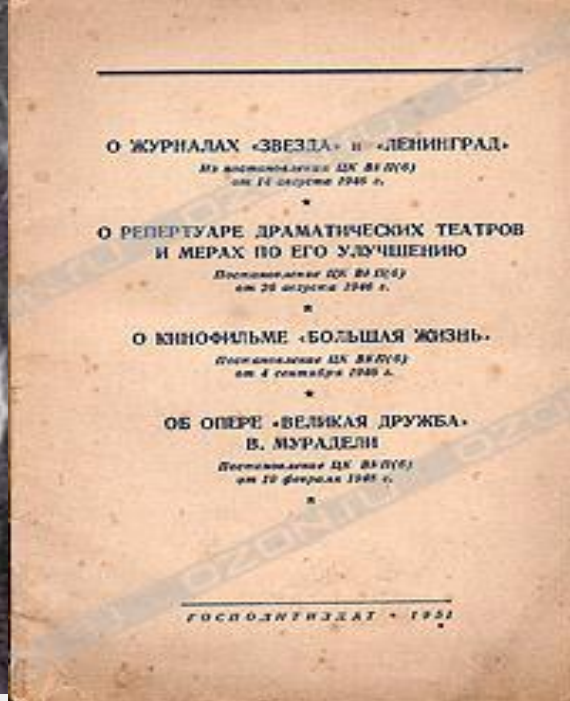 О ЖУРНАЛАХ «ЗВЕЗДА» и «ЛЕНИНГРАД»
Из постановления ЦК ВКП(б)
от 14 августа 1946 г.
О РЕПЕРТУАРЕ ДРАМАТИЧЕСКИХ ТЕАТРОВ
И МЕРАХ ПО ЕГО УЛУЧШЕНИЮ
Постановление ЦК ВКП(б)
от 26 августа 1946 г.
О КИНОФИЛЬМЕ «БОЛЬШАЯ ЖИЗНЬ»
Постановление ЦК ВКП(б)
от 4 сентября 1946 г.
ОБ ОПЕРЕ «ВЕЛИКАЯ ДРУЖБА»
В. МУРАДЕЛИ
Постановление ЦК ВКП(б)
от 10 февраля 1948 г.
ГОСПОЛИТИЗДАТ • 1951